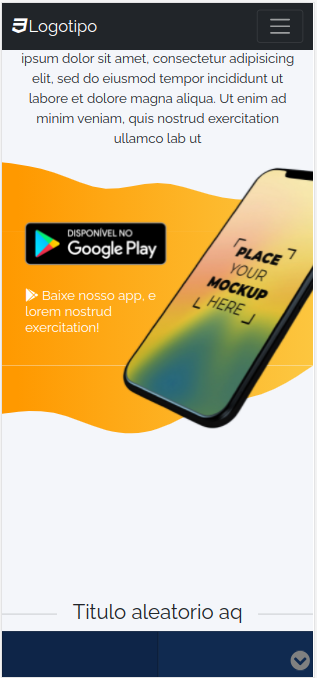 Logotipo
ipsum dolor sit amet, consectetur adipisicing
elit, sed do eiusmod tempor incididunt ut
labore et dolore magna aliqua. Ut enim ad
minim veniam, quis nostrud exercitation
ullamco lab ut
DISPONÍVEL NO
Google Play
Baixe nosso app, e
lorem nostrud
exercitation!
PLACE
YOUR
MOCKUP
HERE
Titulo aleatorio aq